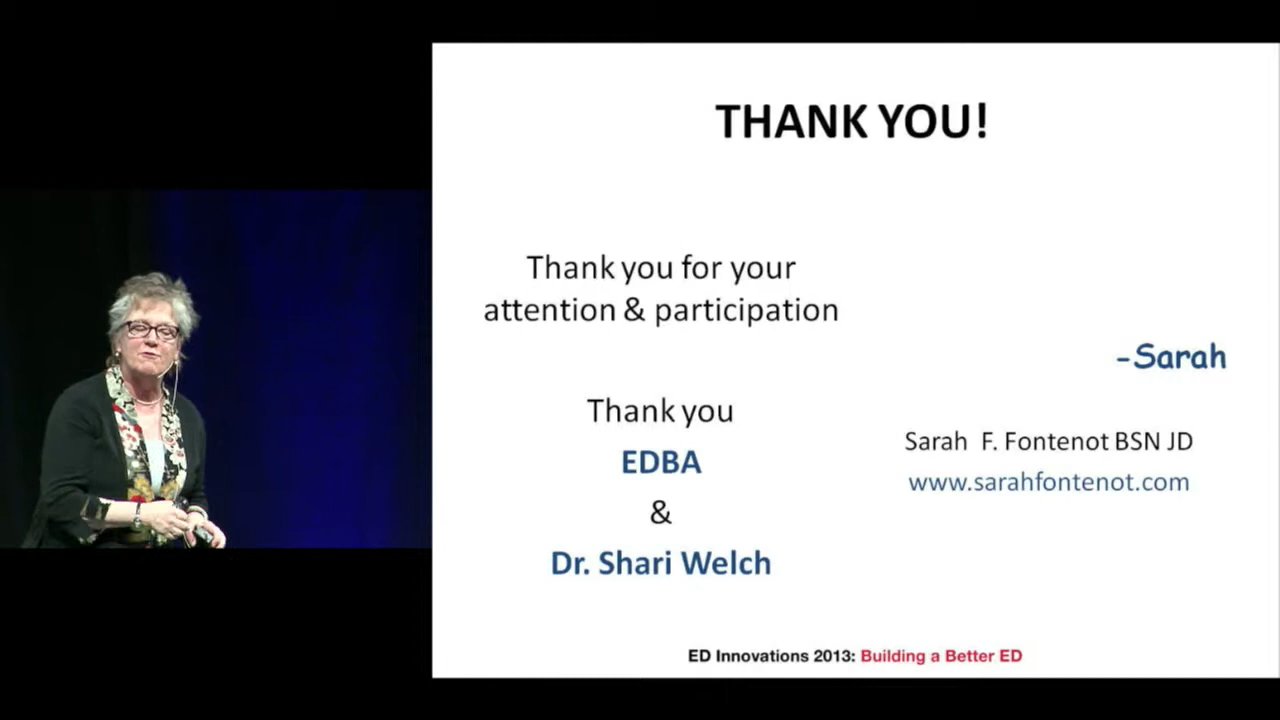 THANK YOU!
Thank you for your
attention & participation
Thank you
EDBA
&
Dr. Shari Welch
-Sarah
Sarah F. Fontenot BSN JD
www.sarahfontenot.com
ED Innovations 2013: Building a Better ED